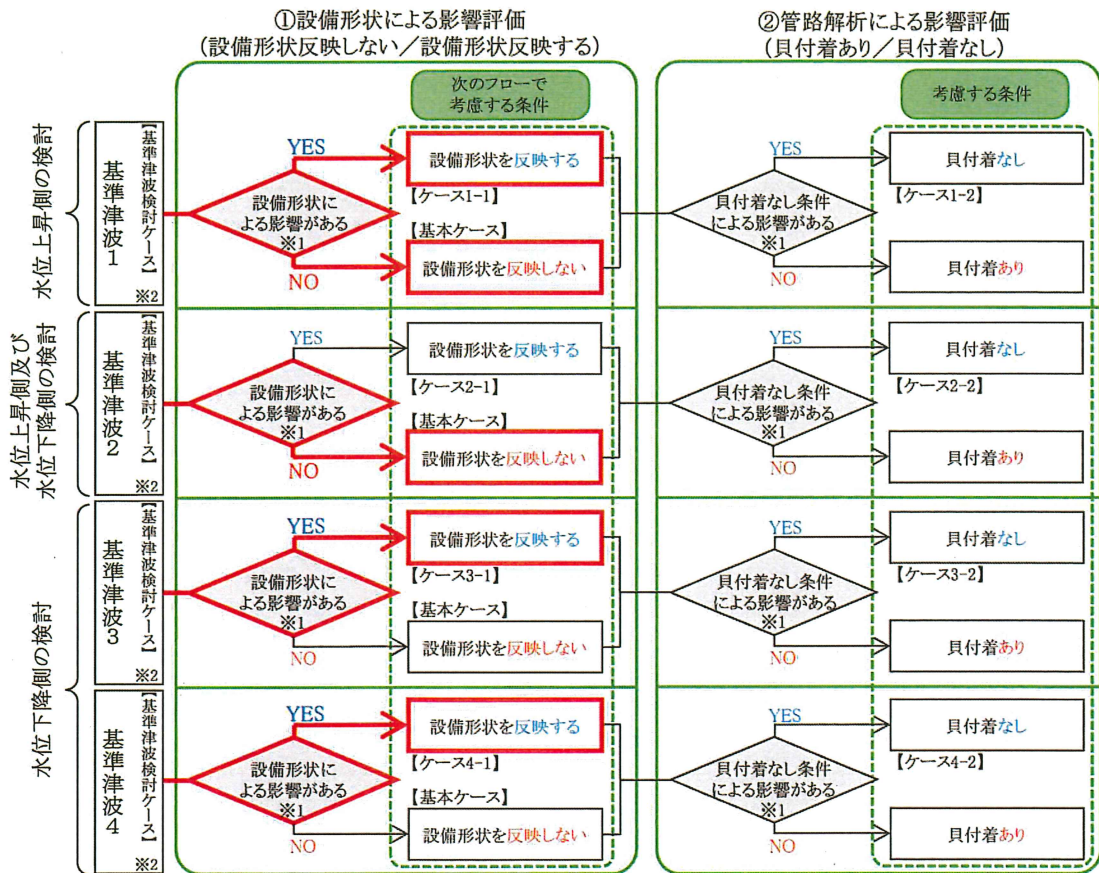 ①設備形状による影響評価
(設備形状反映しない/設備形状反映する)
②管路解析による影響評価
(貝付着あり/貝付着なし)
次のフローで
考慮する条件
考慮する条件
水位上昇側の検討
【基準津波検討ケース】
基準津波1
※2
設備形状に
よる影響がある
※1
YES
設備形状を反映する
【ケース1-1】
【基本ケース】
NO
設備形状を反映しない
貝付着なし条件
による影響がある
※1
YES
貝付着なし
【ケース1-2】
NO
貝付着あり
水位上昇側及び
水位下降側の検討
【基準津波検討ケース】
基準津波2
※2
設備形状に
よる影響がある
※1
YES
設備形状を反映する
【ケース2-1】
【基本ケース】
NO
設備形状を反映しない
貝付着なし条件
による影響がある
※1
YES
貝付着なし
【ケース2-2】
NO
貝付着あり
水位下降側の検討
【基準津波検討ケース】
基準津波3
※2
設備形状に
よる影響がある
※1
YES
設備形状を反映する
【ケース3-1】
【基本ケース】
NO
設備形状を反映しない
貝付着なし条件
による影響がある
※1
YES
貝付着なし
【ケース3-2】
NO
貝付着あり
【基準津波検討ケース】
基準津波4
※2
設備形状に
よる影響がある
※1
YES
設備形状を反映する
【ケース4-1】
【基本ケース】
NO
設備形状を反映しない
貝付着なし条件
による影響がある
※1
YES
貝付着なし
【ケース4-2】
NO
貝付着あり